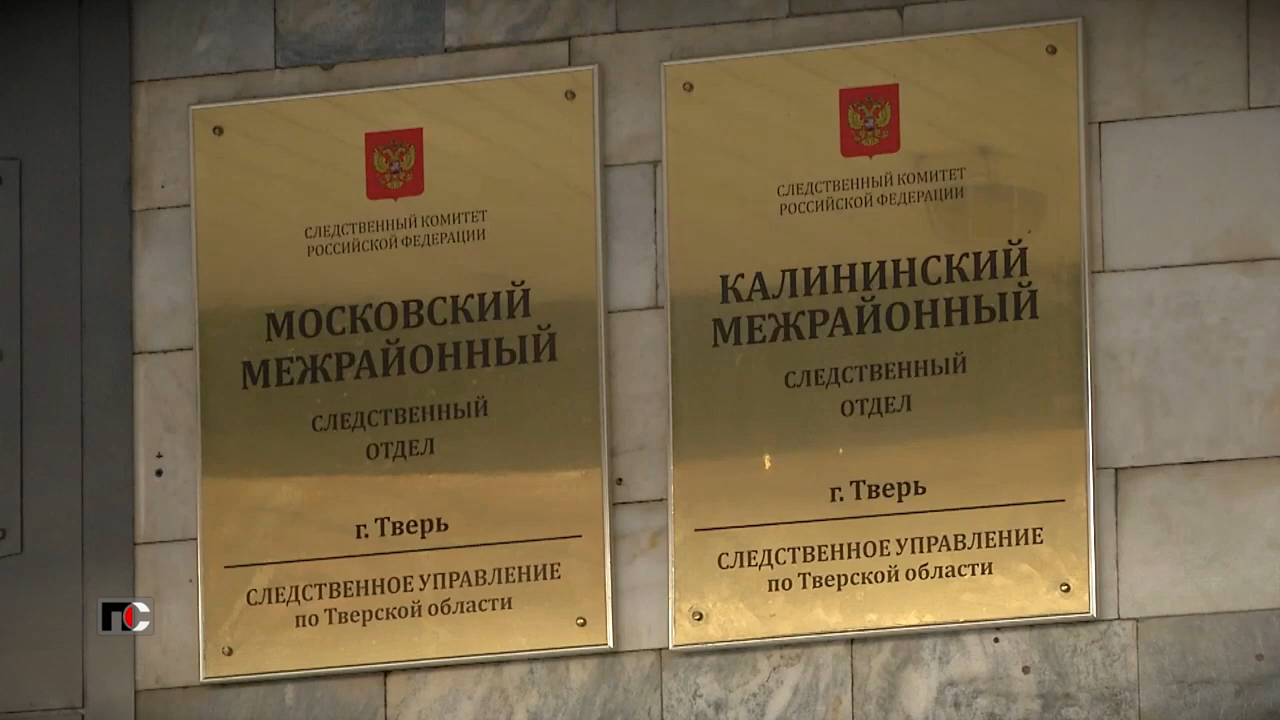 СЛЕДСТВЕННЫЙ КОМИТЕТ
РОССИЙСКОЙ ФЕДЕРАЦИИ
МОСКОВСКИЙ
МЕЖРАЙОННЫЙ
СЛЕДСТВЕННЫЙ
ОТДЕЛ
г. Тверь
СЛЕДСТВЕННОЕ УПРАВЛЕНИЕ
по Тверской области
СЛЕДСТВЕННЫЙ КОМИТЕТ
РОССИЙСКОЙ ФЕДЕРАЦИИ
КАЛИНИНСКИЙ
МЕЖРАЙОННЫЙ
СЛЕДСТВЕННЫЙ
ОТДЕЛ
г. Тверь
СЛЕДСТВЕННОЕ УПРАВЛЕНИЕ
по Тверской области
ПС